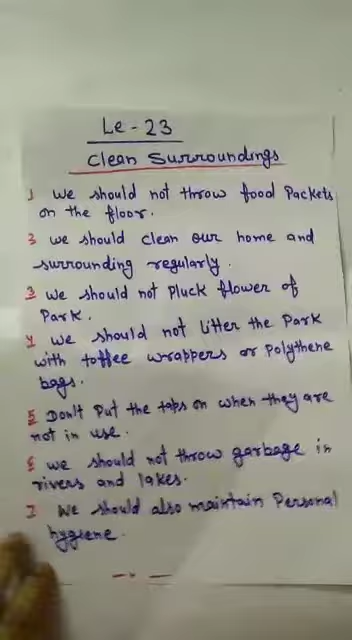 Le - 23
Clean Surroundings
1 We should not throw food Packets
on the floor.
2 we should clean our home and
surrounding regularly.
3 We should not Pluck flower of
Park.
4 We should not litter the Park
with toffee wrappers or Polythene
bags.
5 Don't Put the taps on when they are
not in use.
6 we should not throw garbage in
rivers and lakes.
7 We should also maintain Personal
hygiene.